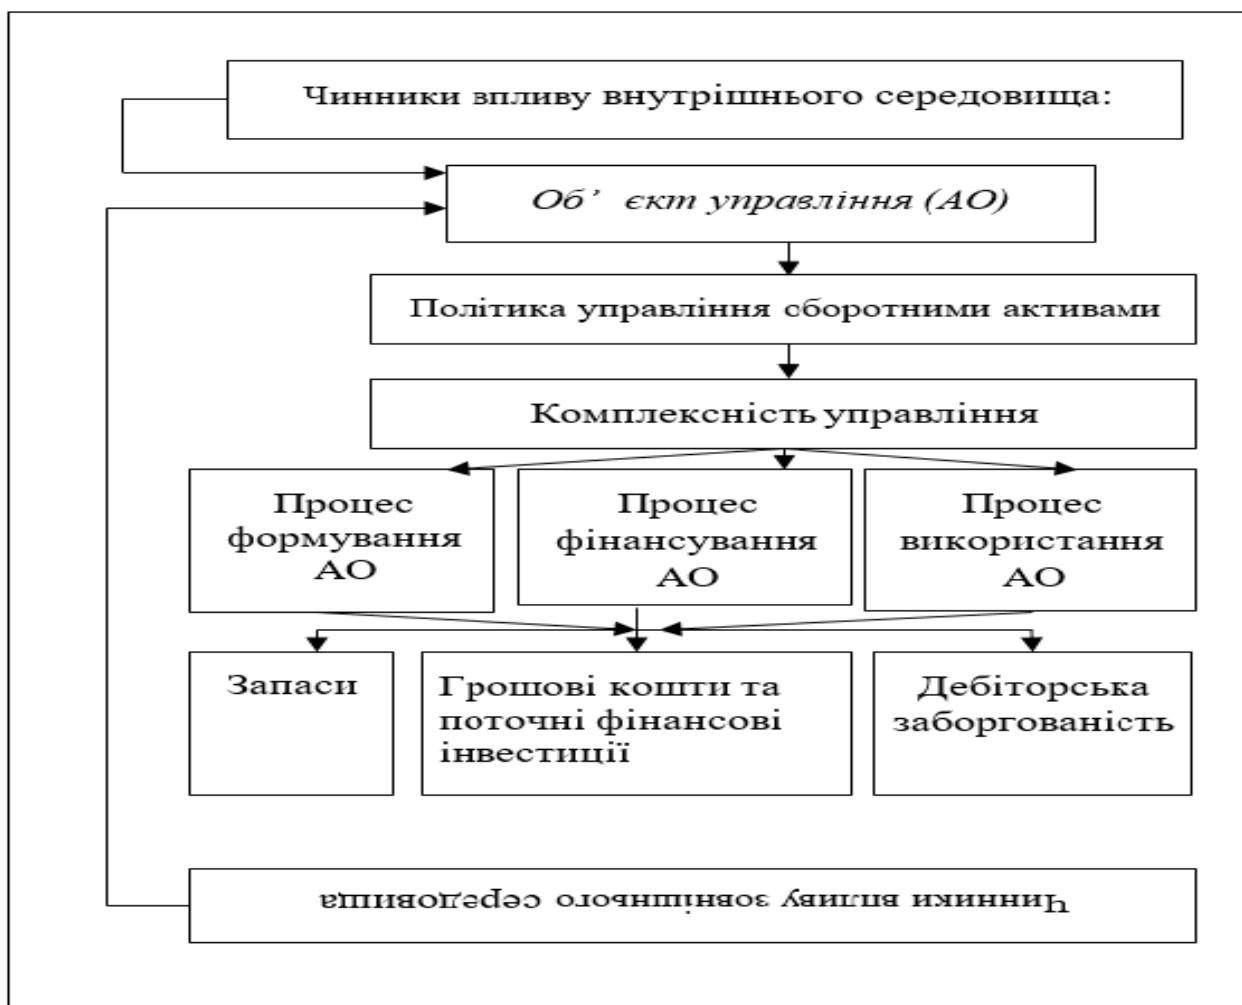 Чинники впливу внутрішнього середовища:
Об’ єкт управління (АО)
Політика управління сборотними активами
Комплексність управління
Процес
формування
АО
Процес
фінансування
АО
Процес
використання
АО
Запаси
Грошові кошти та
поточні фінансові
інвестиції
Дебіторська
заборгованість
Чинники впливу зовнішнього середовища